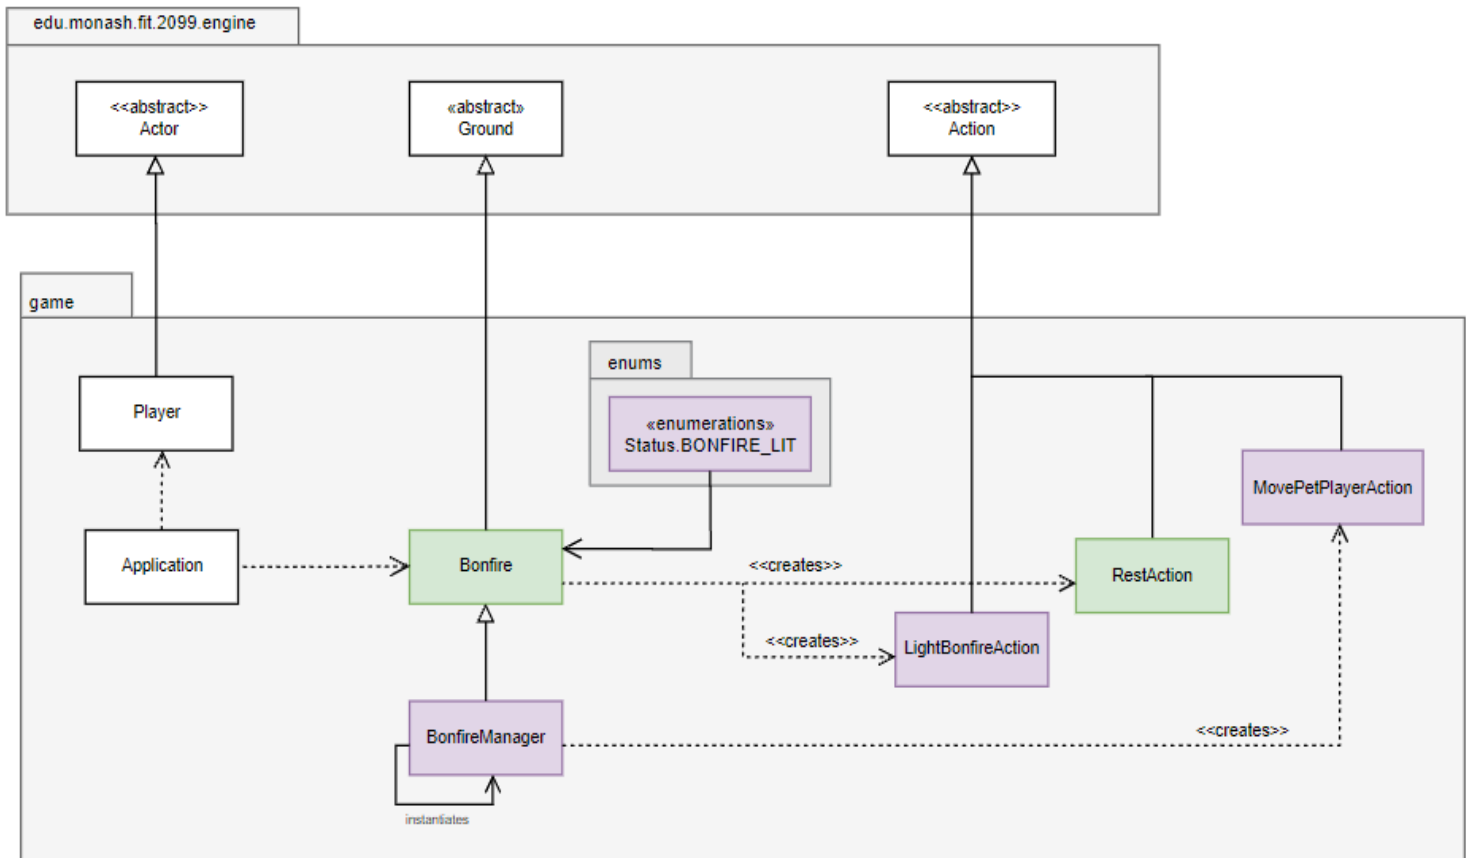 edu.monash.fit.2099.engine
<<abstract>>
Actor
«abstract»
Ground
<<abstract>>
Action
game
enums
«enumerations»
Status.BONFIRE_LIT
Player
MovePetPlayerAction
Application
Bonfire
<<creates>>
RestAction
<<creates>>
LightBonfireAction
BonfireManager
<<creates>>
instantiates